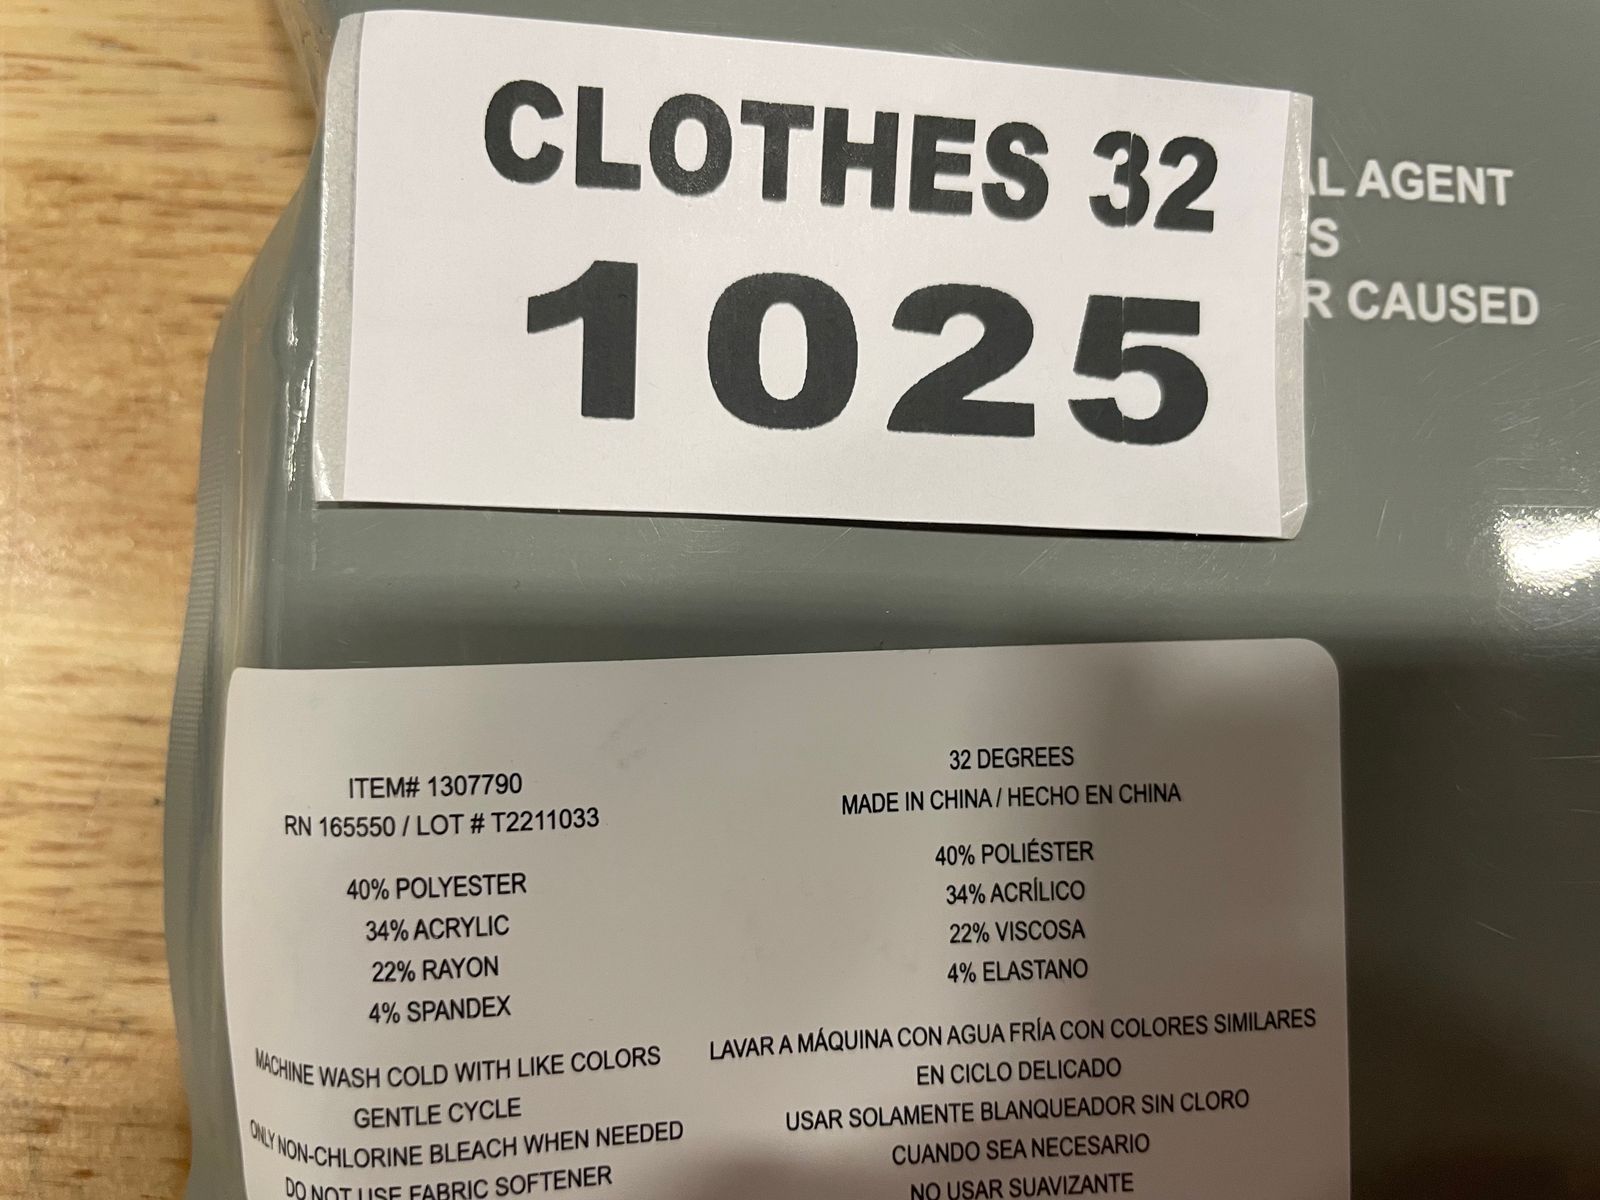 CLOTHES 32
1025
AL AGENT
S
R CAUSED
ITEM# 1307790
RN 165550 / LOT # T2211033
40% POLYESTER
34% ACRYLIC
22% RAYON
4% SPANDEX
MACHINE WASH COLD WITH LIKE COLORS
GENTLE CYCLE
ONLY NON-CHLORINE BLEACH WHEN NEEDED
DO NOT USE FABRIC SOFTENER
32 DEGREES
MADE IN CHINA / HECHO EN CHINA
40% POLIÉSTER
34% ACRÍLICO
22% VISCOSA
4% ELASTANO
LAVAR A MÁQUINA CON AGUA FRÍA CON COLORES SIMILARES
EN CICLO DELICADO
USAR SOLAMENTE BLANQUEADOR SIN CLORO
CUANDO SEA NECESARIO
NO USAR SUAVIZANTE